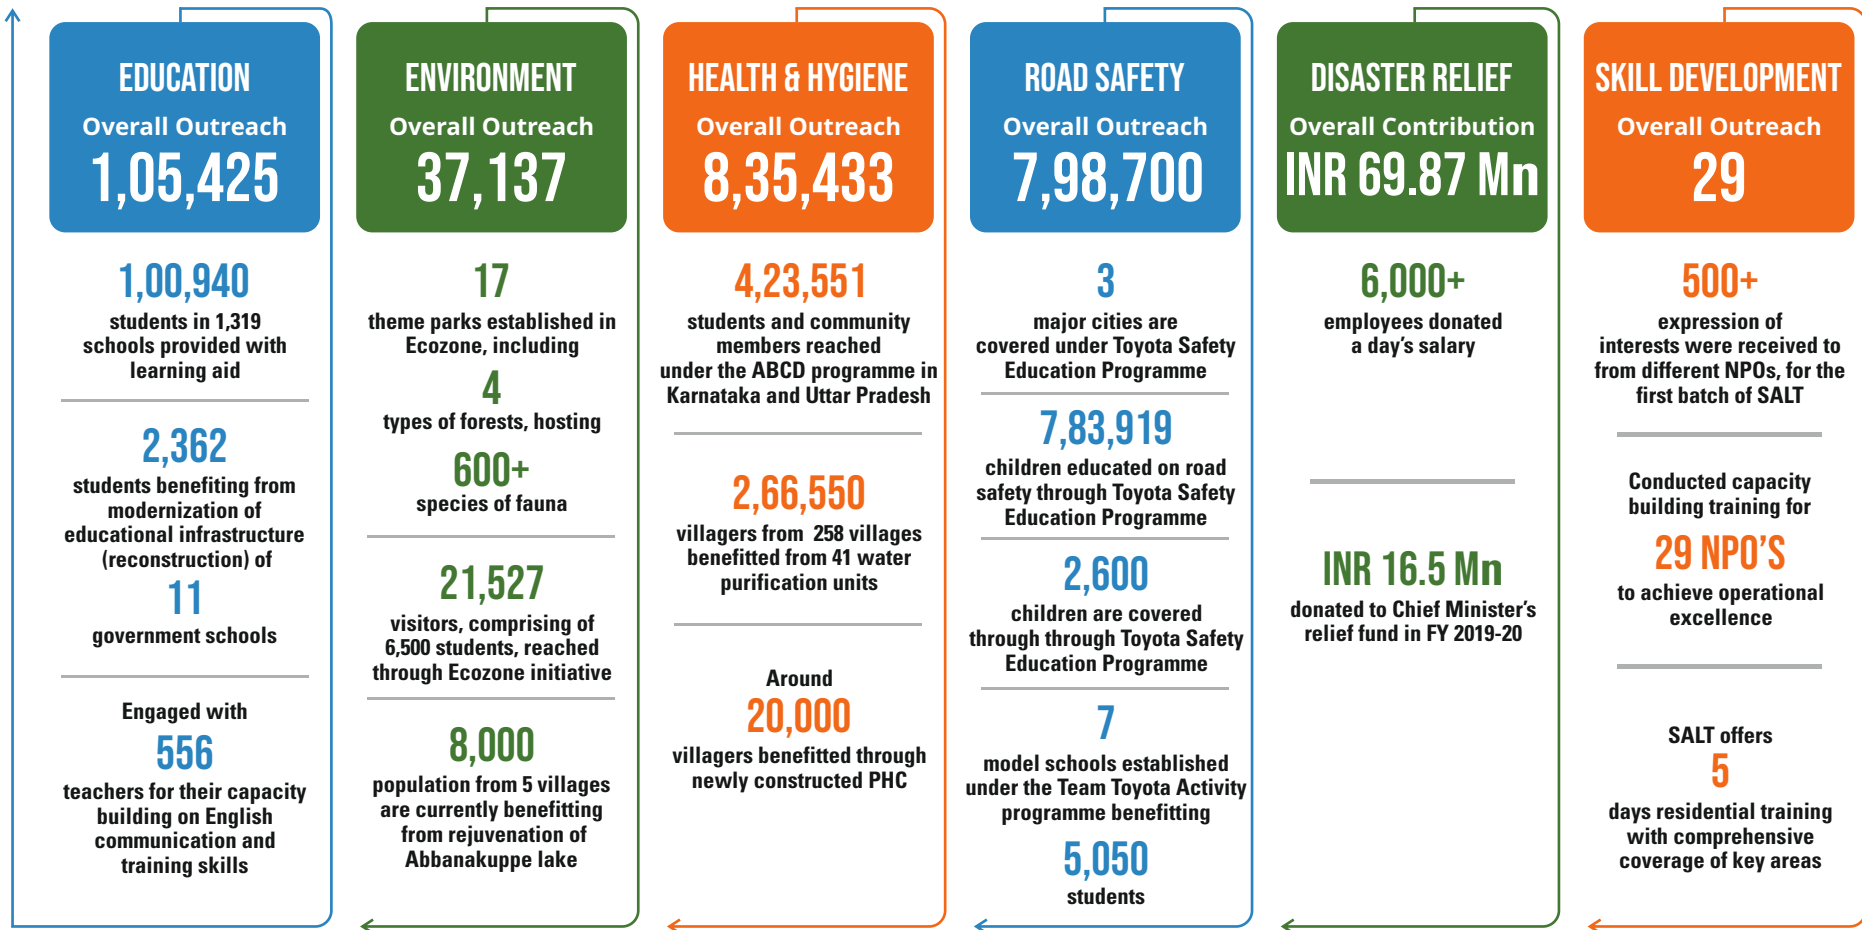 EDUCATION
Overall Outreach
1,05,425
1,00,940
students in 1,319
schools provided with
learning aid
2,362
students benefiting from
modernization of
educational infrastructure
(reconstruction) of
11
government schools
Engaged with
556
teachers for their capacity
building on English
communication and
training skills
ENVIRONMENT
Overall Outreach
37,137
17
theme parks established in
Ecozone, including
4
types of forests, hosting
600+
species of fauna
21,527
visitors, comprising of
6,500 students, reached
through Ecozone initiative
8,000
population from 5 villages
are currently benefitting
from rejuvenation of
Abbanakuppe lake
HEALTH & HYGIENE
Overall Outreach
8,35,433
4,23,551
students and community
members reached
under the ABCD programme in
Karnataka and Uttar Pradesh
2,66,550
villagers from 258 villages
benefitted from 41 water
purification units
Around
20,000
villagers benefitted through
newly constructed PHC
ROAD SAFETY
Overall Outreach
7,98,700
3
major cities are
covered under Toyota Safety
Education Programme
7,83,919
children educated on road
safety through Toyota Safety
Education Programme
2,600
children are covered
through through Toyota Safety
Education Programme
7
model schools established
under the Team Toyota Activity
programme benefitting
5,050
students
DISASTER RELIEF
Overall Contribution
INR 69.87 Mn
6,000+
employees donated
a day's salary
INR 16.5 Mn
donated to Chief Minister's
relief fund in FY 2019-20
SKILL DEVELOPMENT
Overall Outreach
29
500+
expression of
interests were received to
from different NPOs, for the
first batch of SALT
Conducted capacity
building training for
29 NPO'S
to achieve operational
excellence
SALT offers
5
days residential training
with comprehensive
coverage of key areas